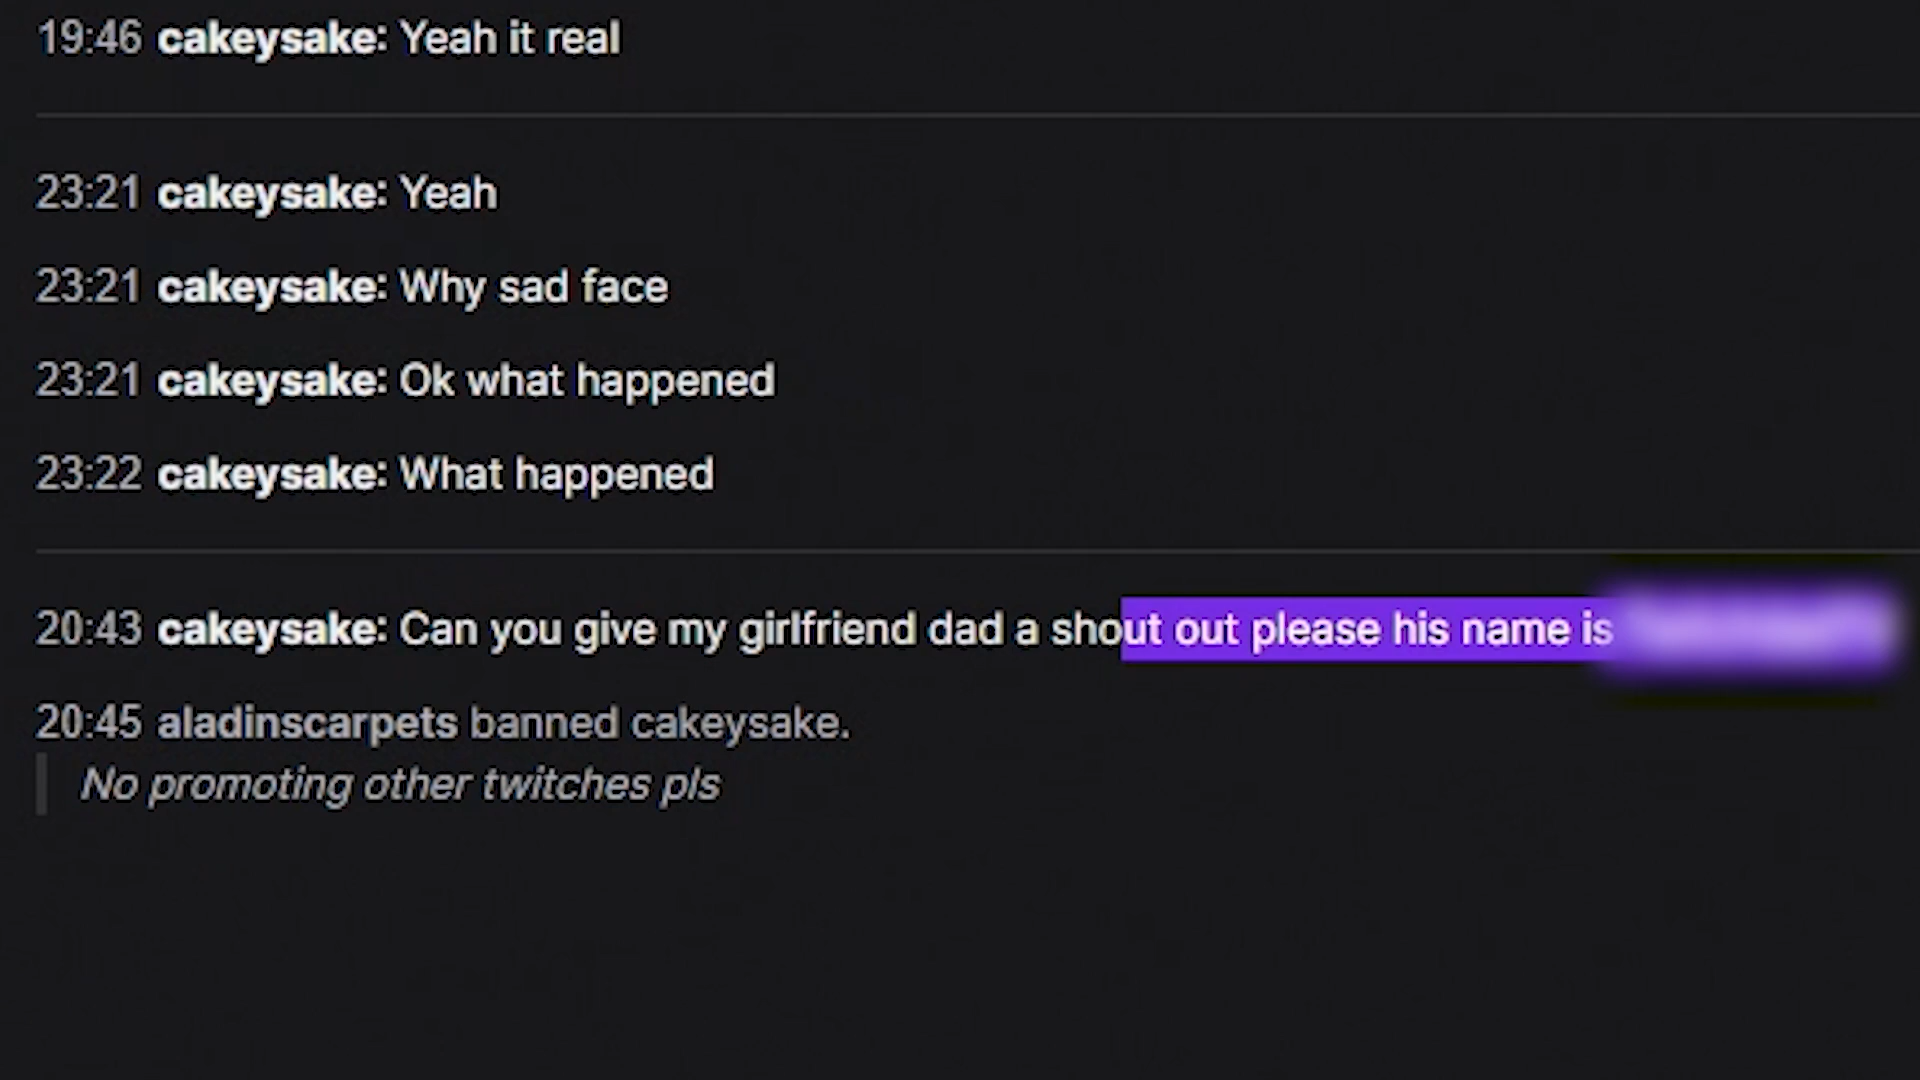 19:46 cakeysake: Yeah it real
23:21 cakeysake: Yeah
23:21 cakeysake: Why sad face
23:21 cakeysake: Ok what happened
23:22 cakeysake: What happened
20:43 cakeysake: Can you give my girlfriend dad a shout out please his name is
20:45 aladinscarpets banned cakeysake.
No promoting other twitches pls